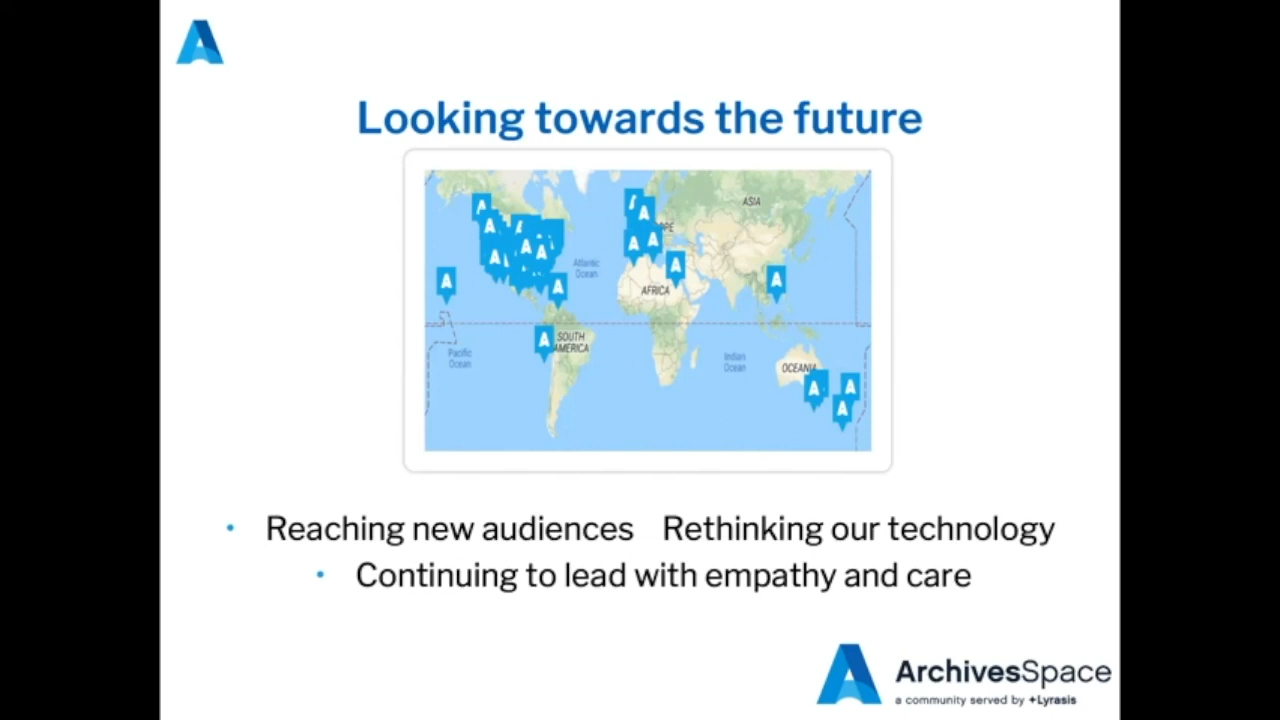 Looking towards the future
ASIA
Atlantic
Ocean
AFRICA
SOUTH
AMERICA
Pacific
Ocean
Indian
Ocean
OCEANIA
• Reaching new audiences Rethinking our technology
• Continuing to lead with empathy and care
ArchivesSpace
a community served by +Lyrasis